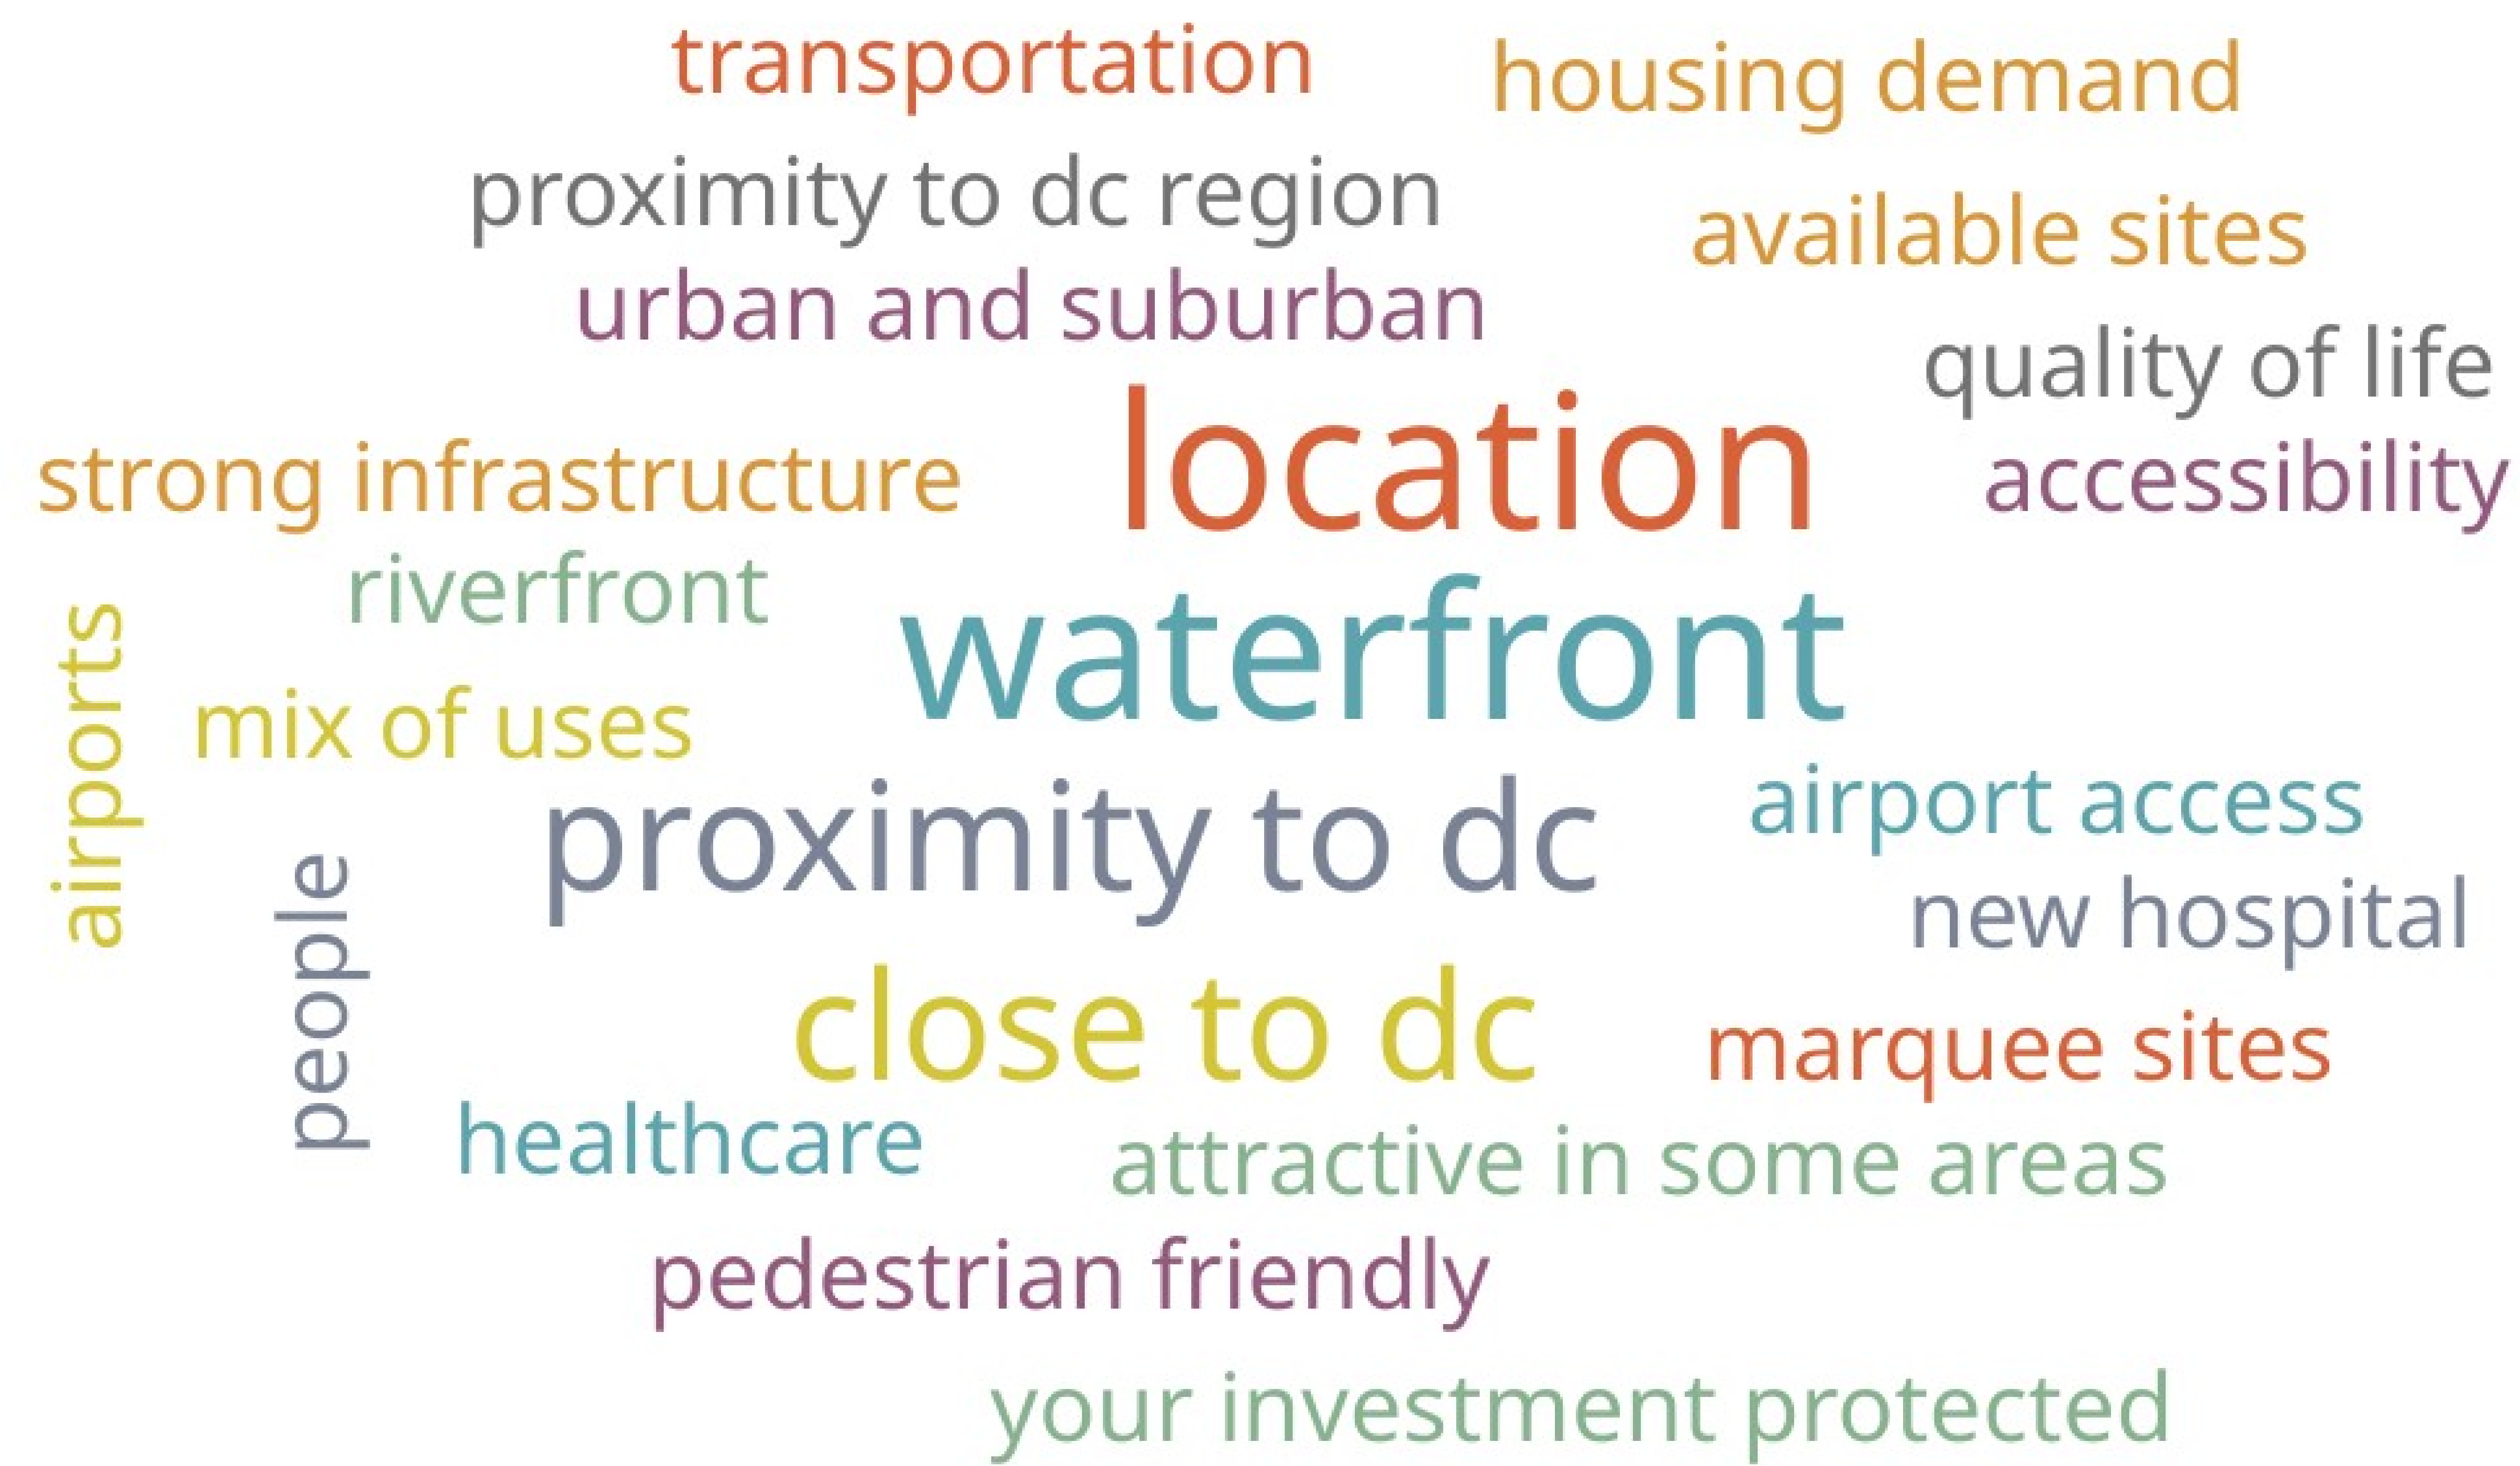 transportation
housing demand
proximity to dc region
available sites
urban and suburban
quality of life
location
strong infrastructure
accessibility
riverfront
waterfront
airports
mix of uses
airport access
proximity to dc
people
new hospital
close to dc
marquee sites
healthcare
attractive in some areas
pedestrian friendly
your investment protected